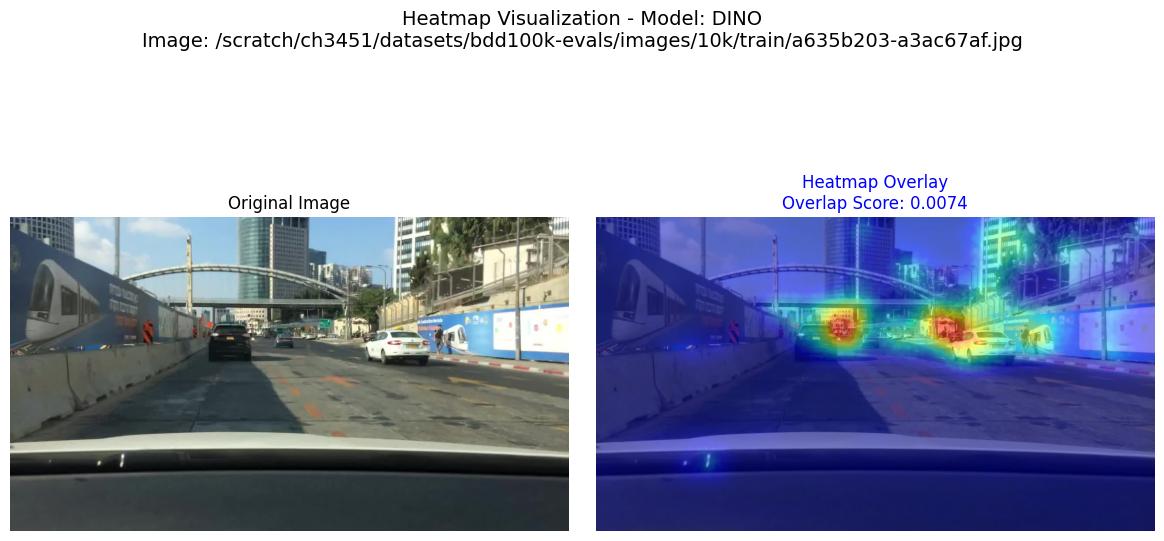 Heatmap Visualization - Model: DINO
Image: /scratch/ch3451/datasets/bdd100k-evals/images/10k/train/a635b203-a3ac67af.jpg
Original Image
Heatmap Overlay
Overlap Score: 0.0074